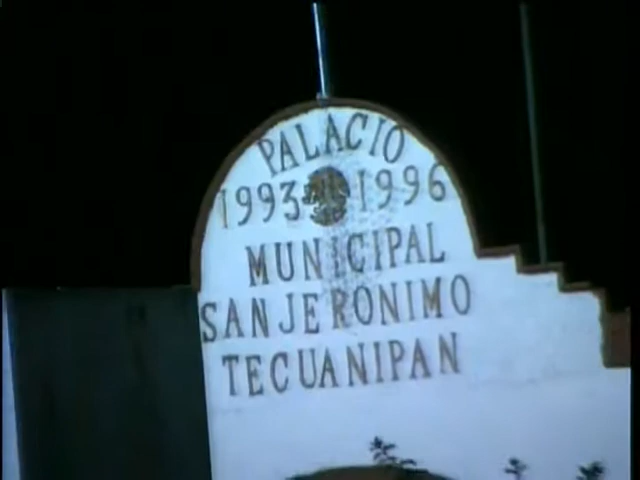 PALACIO
1993 1996
MUNICIPAL
SAN JERONIMO
TECUANIPAN